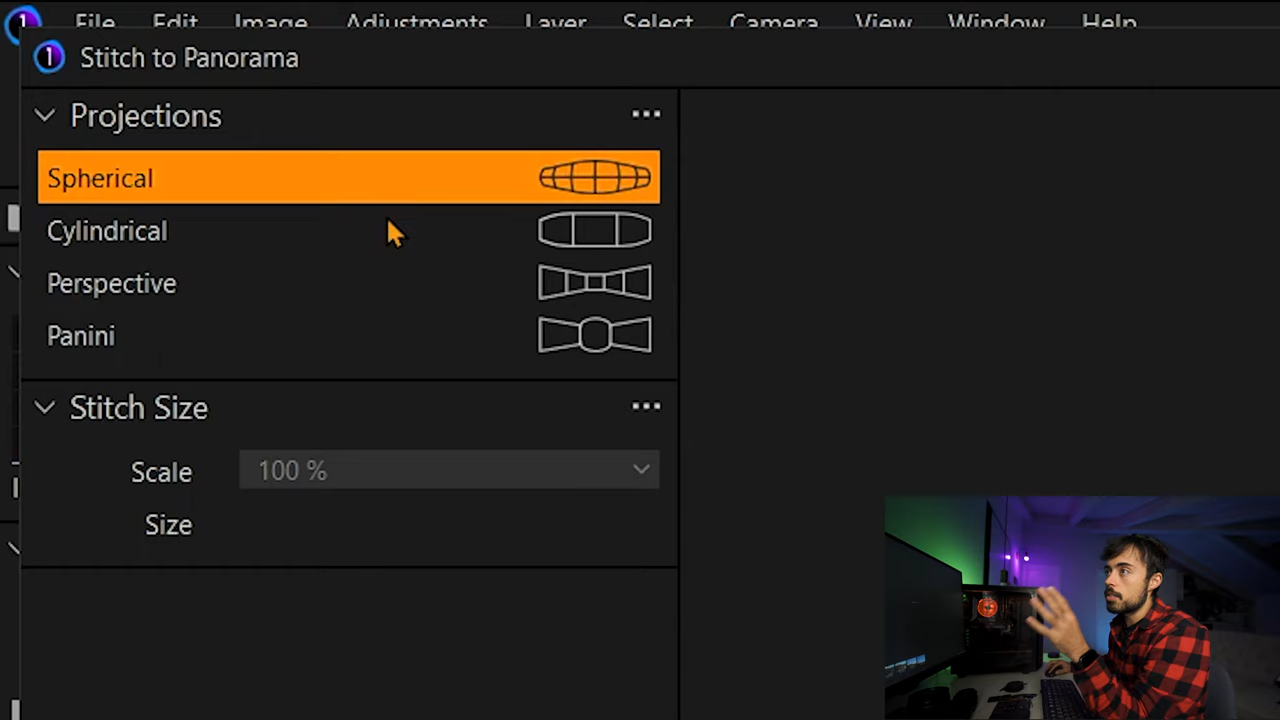 File Edit Image Adjustments Layer Select Camera View Window Help
Stitch to Panorama
Projections
Spherical
Cylindrical
Perspective
Panini
Stitch Size
Scale 100 %
Size